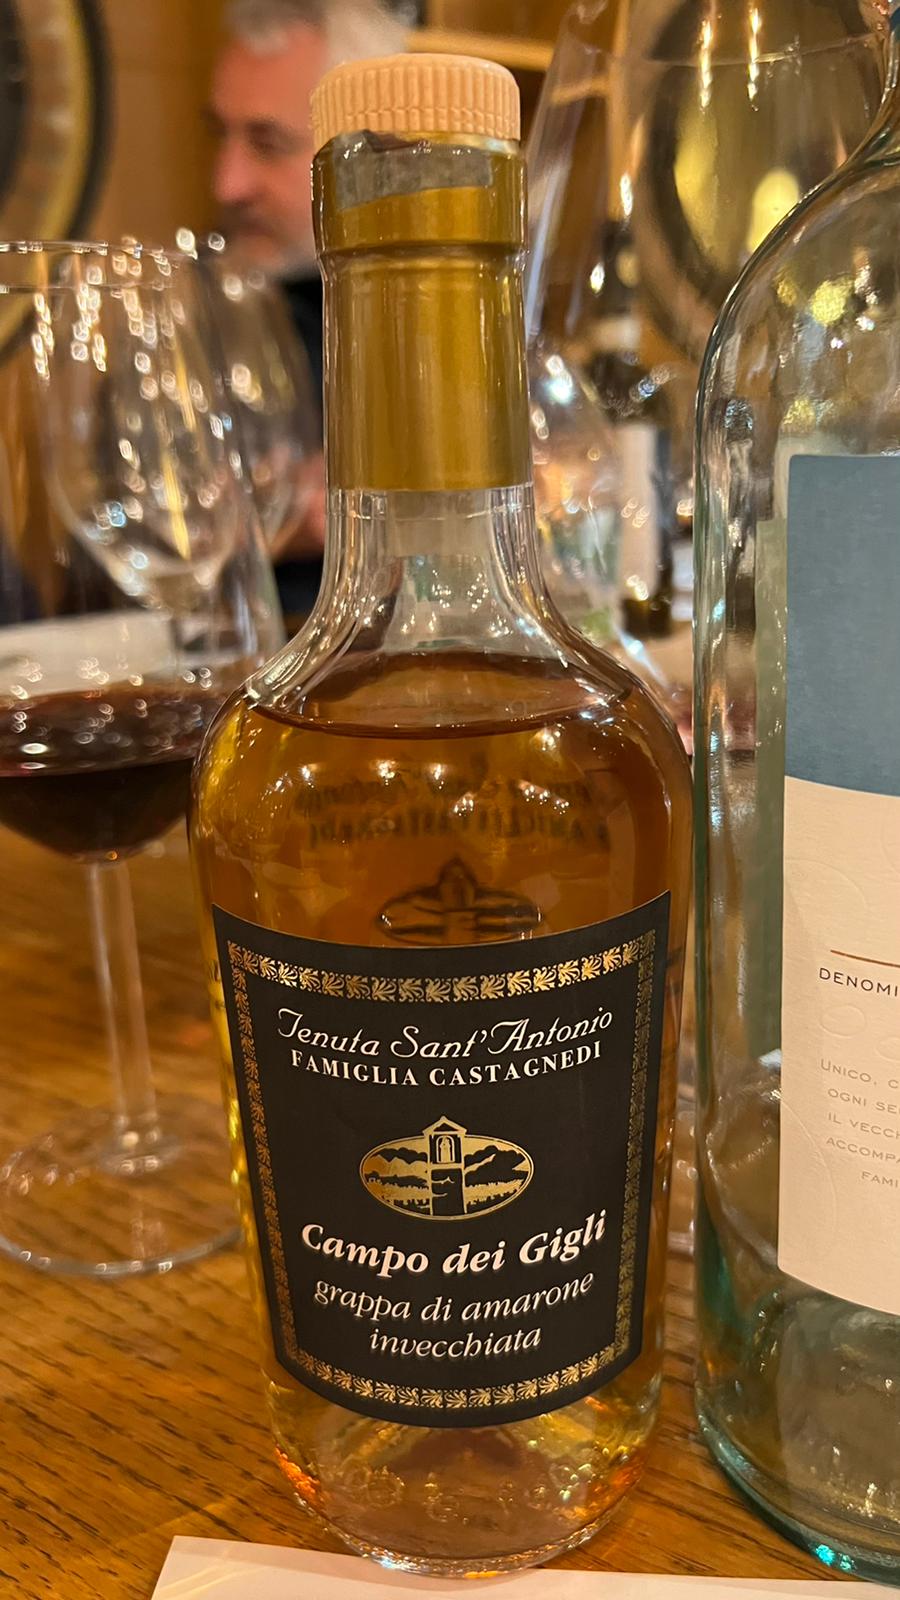 Tenuta Sant'Antonio
FAMIGLIA CASTAGNEDI
Campo dei Gigli
grappa di amarone
invecchiata
DENOMI
UNICO, C
OGNI SE
IL VECCH
ACCOMPA
FAMI